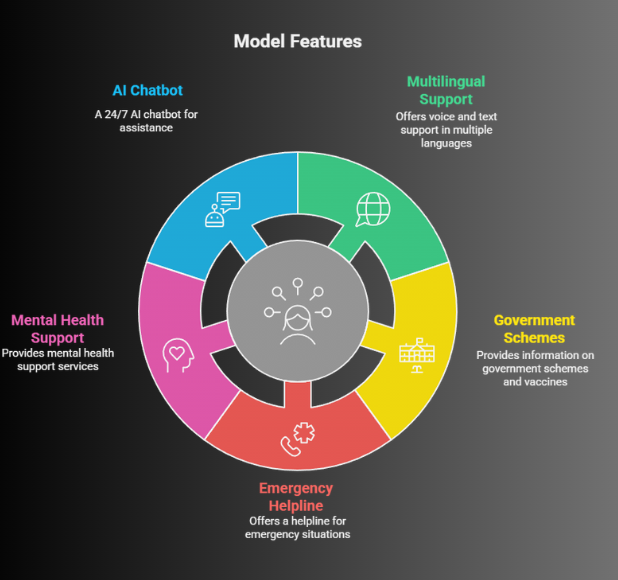 Model Features
AI Chatbot
A 24/7 AI chatbot for
assistance
Multilingual
Support
Offers voice and text
support in multiple
languages
Mental Health
Support
Provides mental health
support services
Government
Schemes
Provides information on
government schemes
and vaccines
Emergency
Helpline
Offers a helpline for
emergency situations